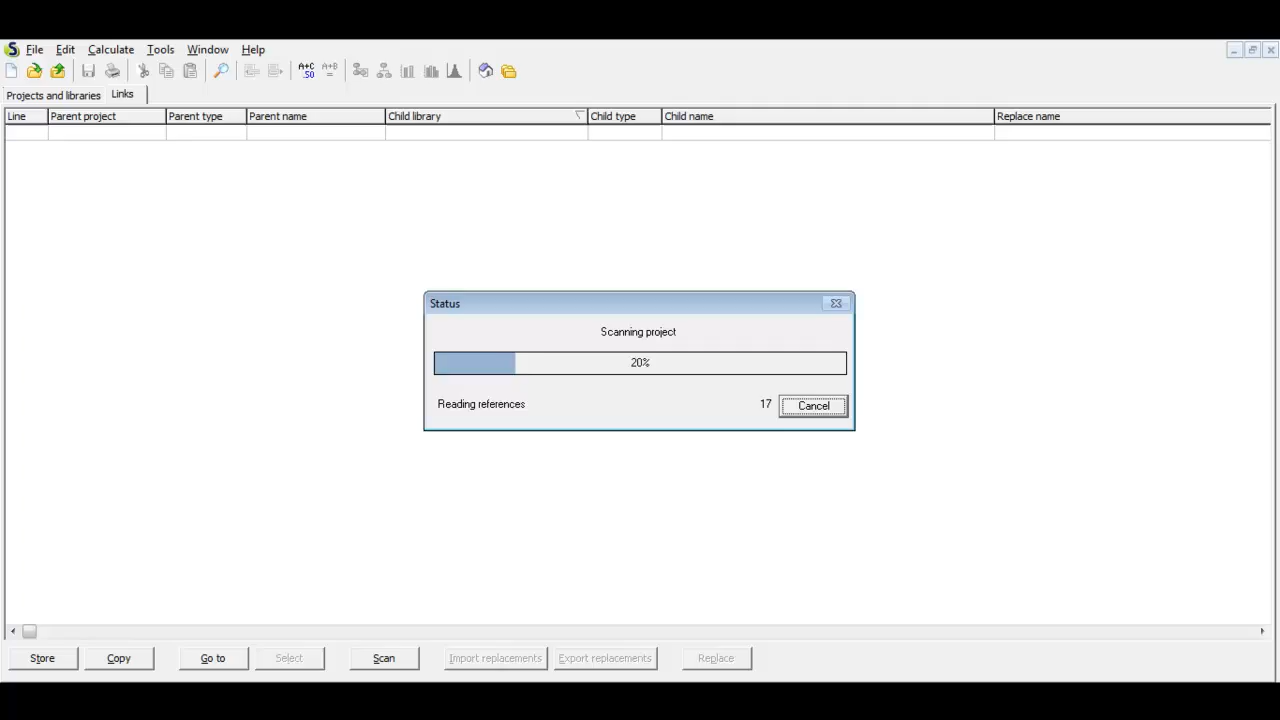 File Edit Calculate Tools Window Help
Projects and libraries Links
Line Parent project Parent type Parent name Child library Child type Child name Replace name
Status
Scanning project
20%
Reading references 17 Cancel
Store Copy Go to Select Scan Import replacements Export replacements Replace